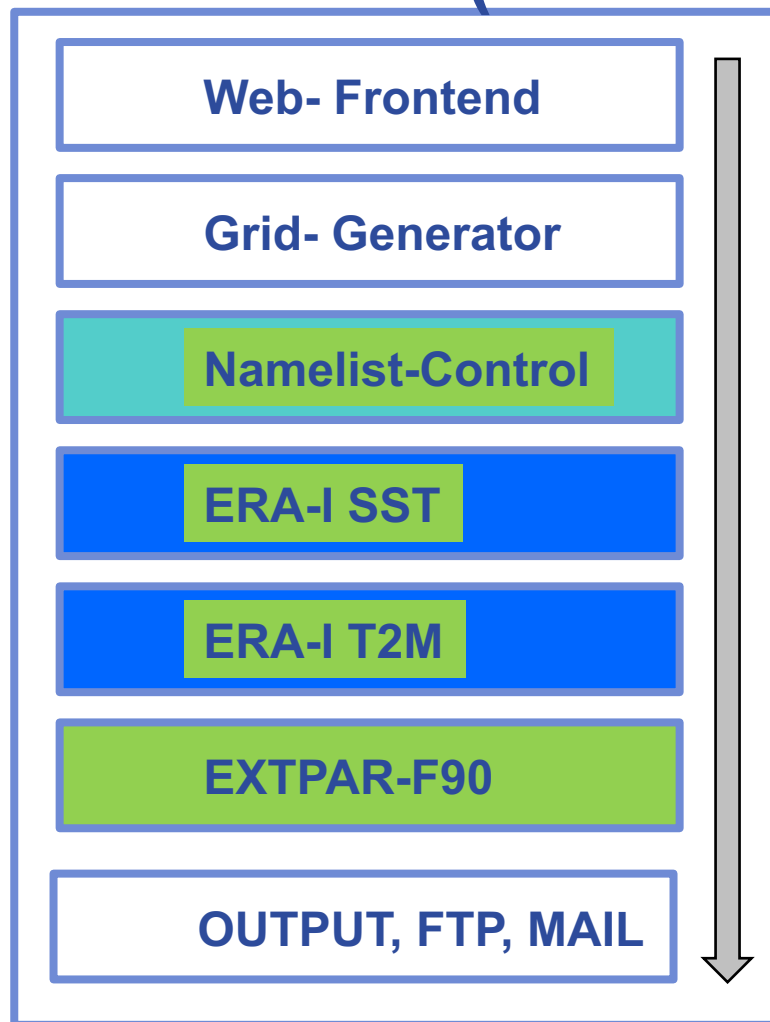 Web- Frontend
Grid- Generator
Namelist-Control
ERA-I SST
ERA-I T2M
EXTPAR-F90
OUTPUT, FTP, MAIL